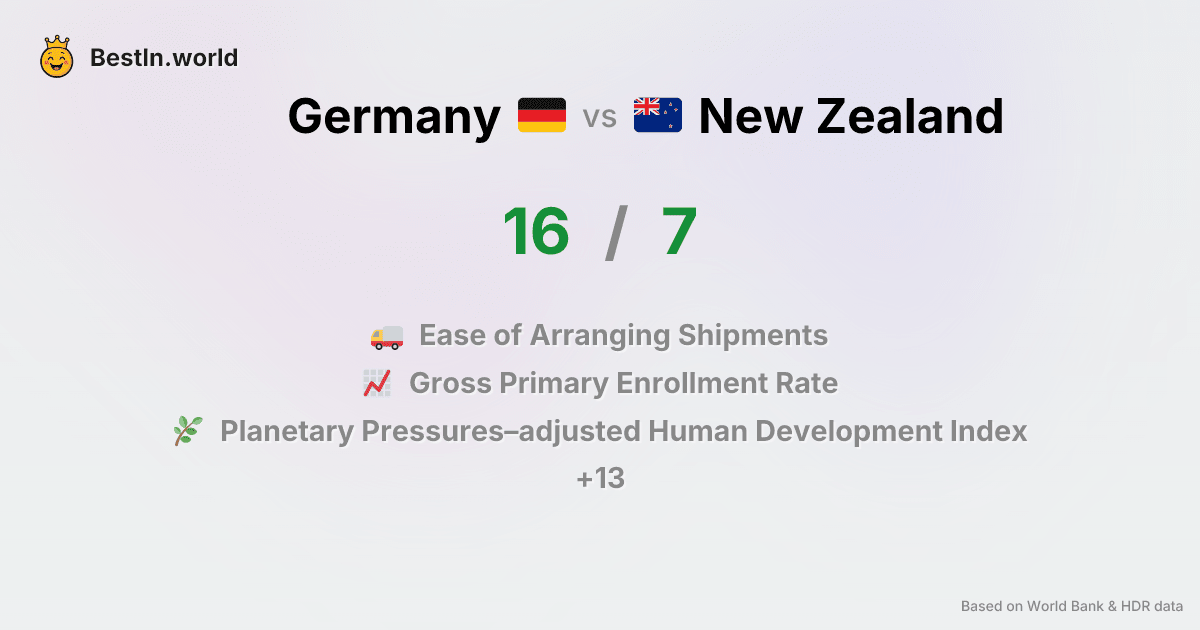 BestIn.world
Germany vs New Zealand
16 / 7
Ease of Arranging Shipments
Gross Primary Enrollment Rate
Planetary Pressures–adjusted Human Development Index
+13
Based on World Bank & HDR data